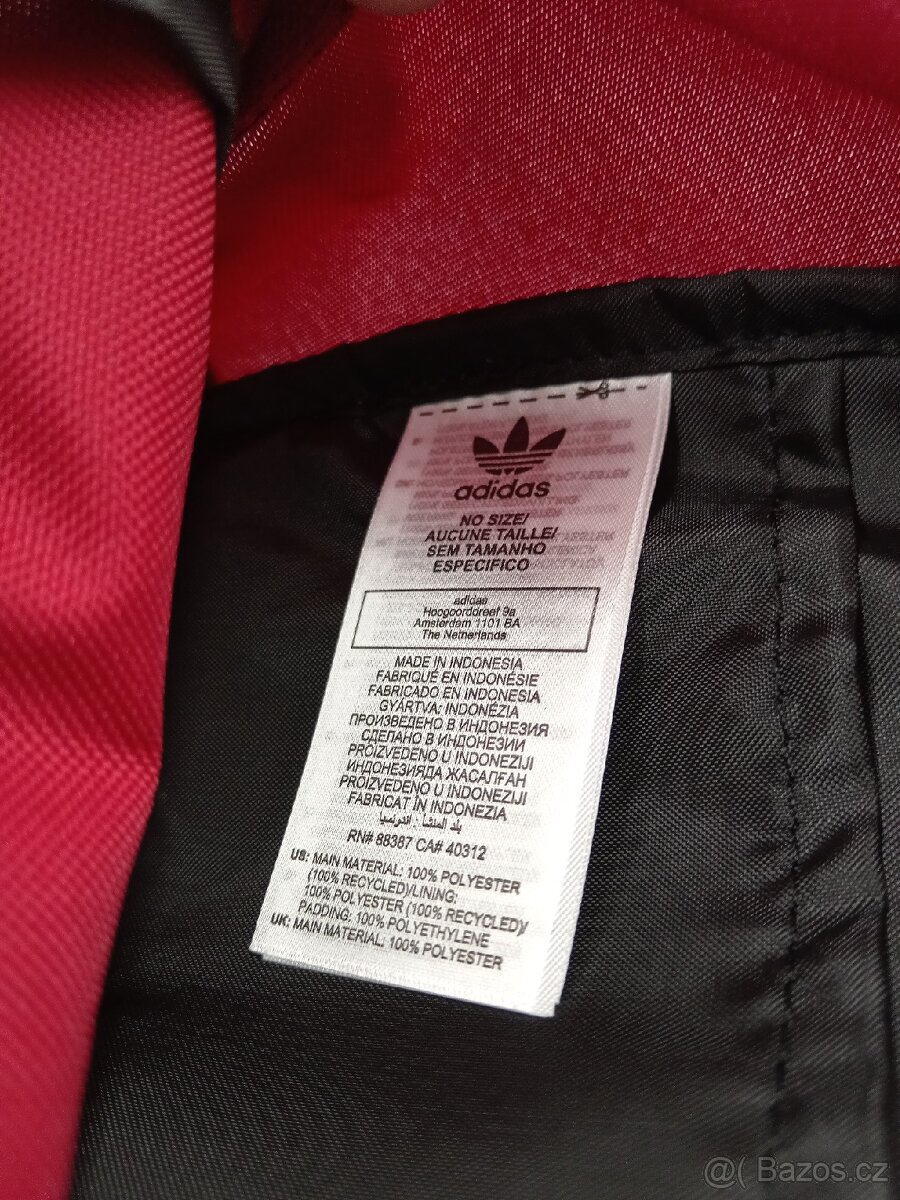 adidas
NO SIZE/
AUCUNE TAILLE/
SEM TAMANHO
ESPECIFICO
adidas
Hoogoorddreef 9a
Amsterdam 1101 BA
The Netherlands
MADE IN INDONESIA
FABRIQUÉ EN INDONÉSIE
FABRICADO EN INDONESIA
GYÁRTVA: INDONÉZIA
ПРОИЗВЕДЕНО В ИНДОНЕЗИЯ
СДЕЛАНО В ИНДОНЕЗИИ
PROIZVEDENO U INDONEZIJI
ИНДОНЕЗИЯДА ЖАСАЛҒАН
PROIZVEDENO U INDONEZIJI
FABRICAT ÎN INDONEZIA
بلد المنشأ : اندونيسيا
RN# 88387 CA# 40312
US: MAIN MATERIAL: 100% POLYESTER
(100% RECYCLED)/LINING:
100% POLYESTER (100% RECYCLED)/
PADDING: 100% POLYETHYLENE
UK: MAIN MATERIAL: 100% POLYESTER
@( Bazos.cz